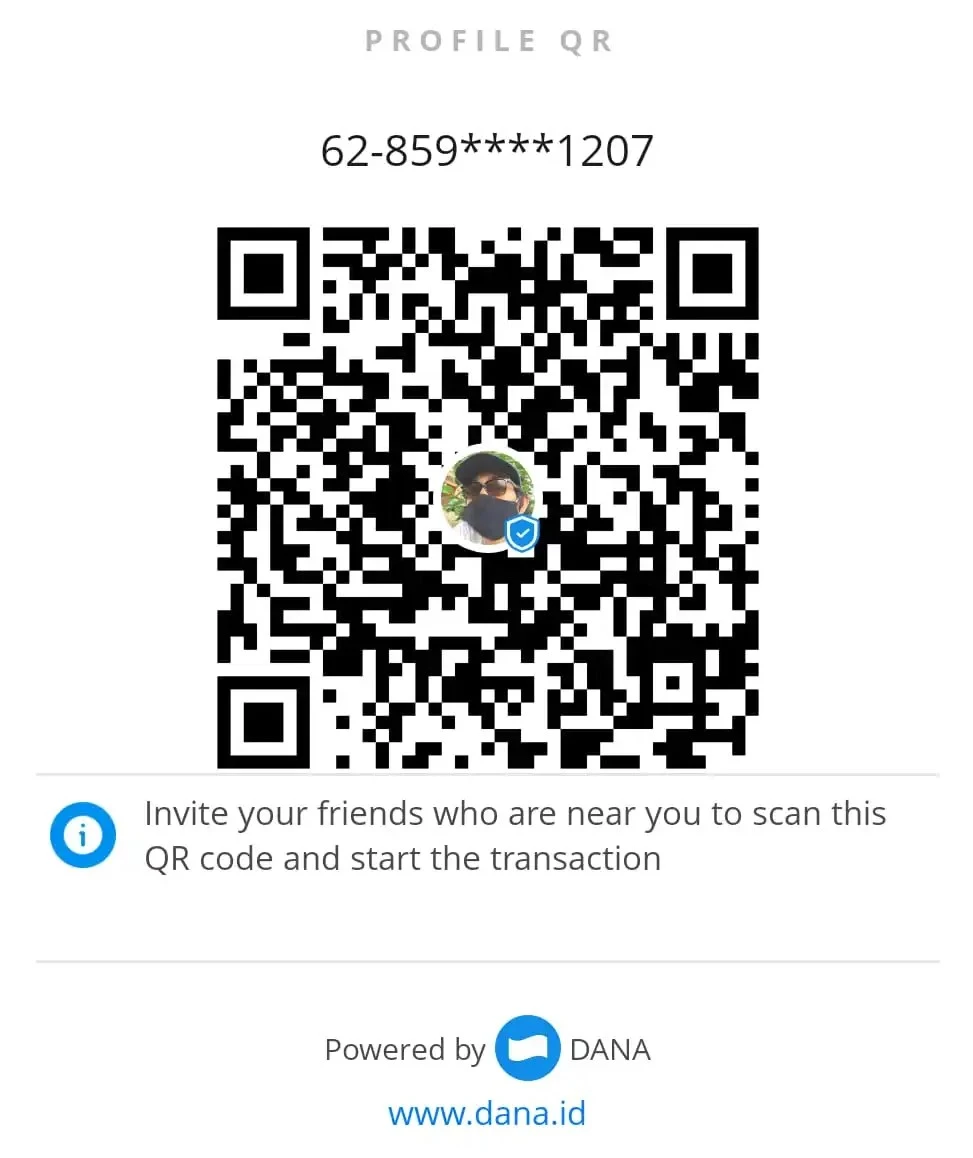 PROFILE QR
62-859****1207
Invite your friends who are near you to scan this
QR code and start the transaction
Powered by DANA
www.dana.id